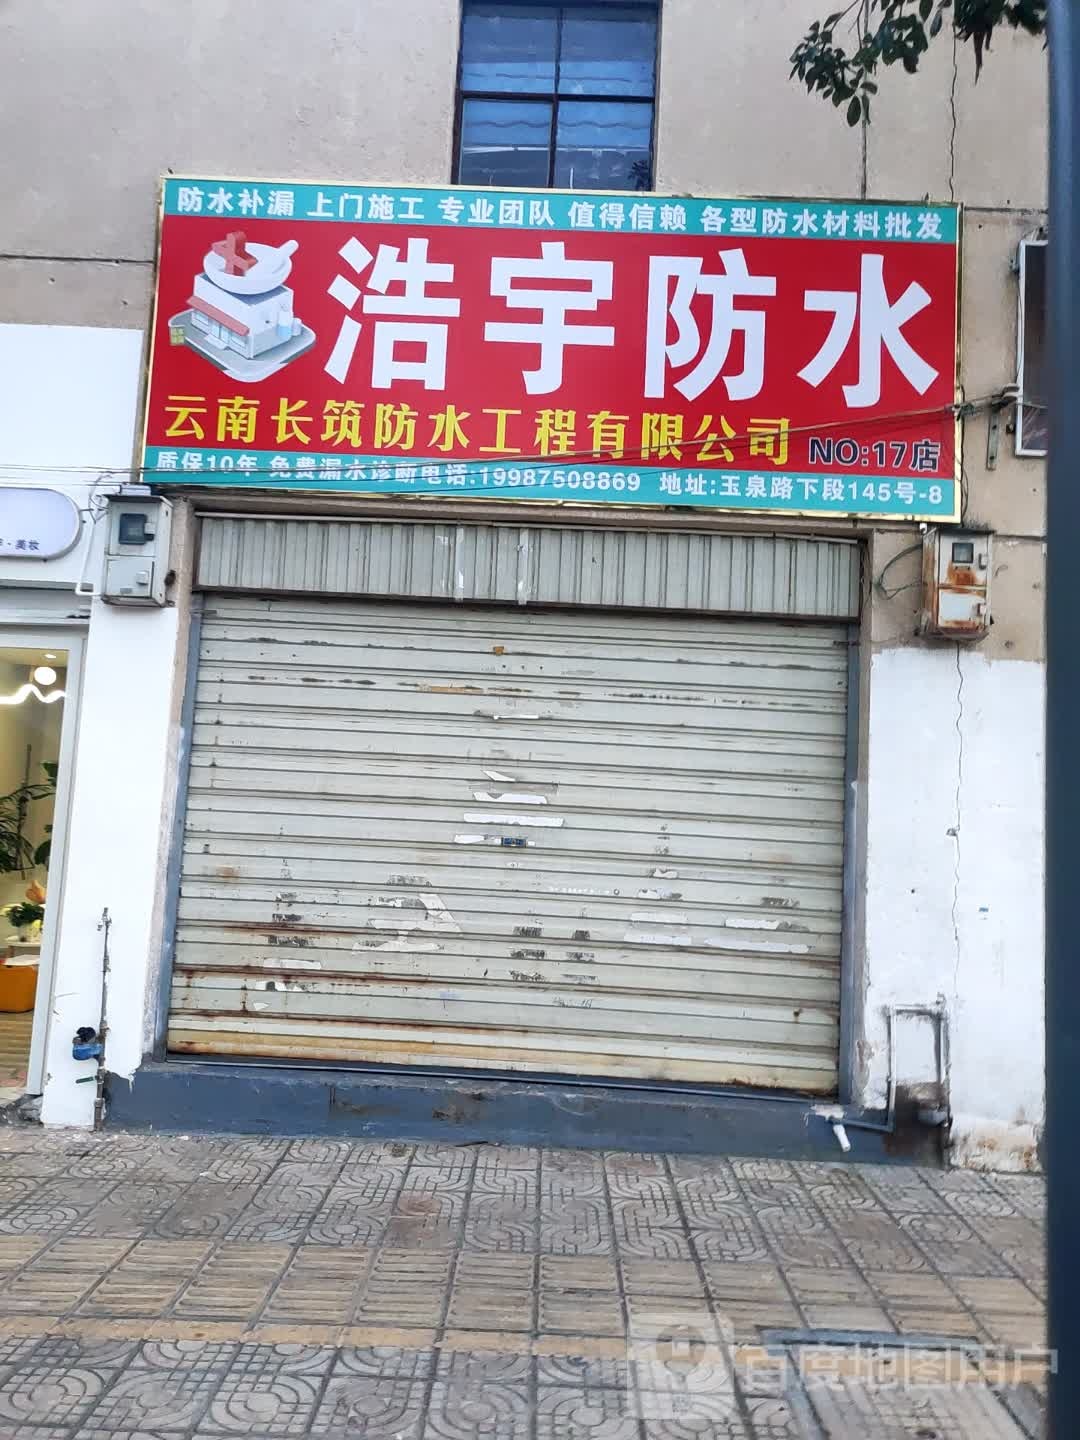 防水补漏 上门施工 专业团队 值得信赖 各型防水材料批发
浩宇防水
云南长筑防水工程有限公司 NO:17店
质保10年 免费漏水诊断电话:19987508869 地址:玉泉路下段145号-8
·美妆
百度地图用户